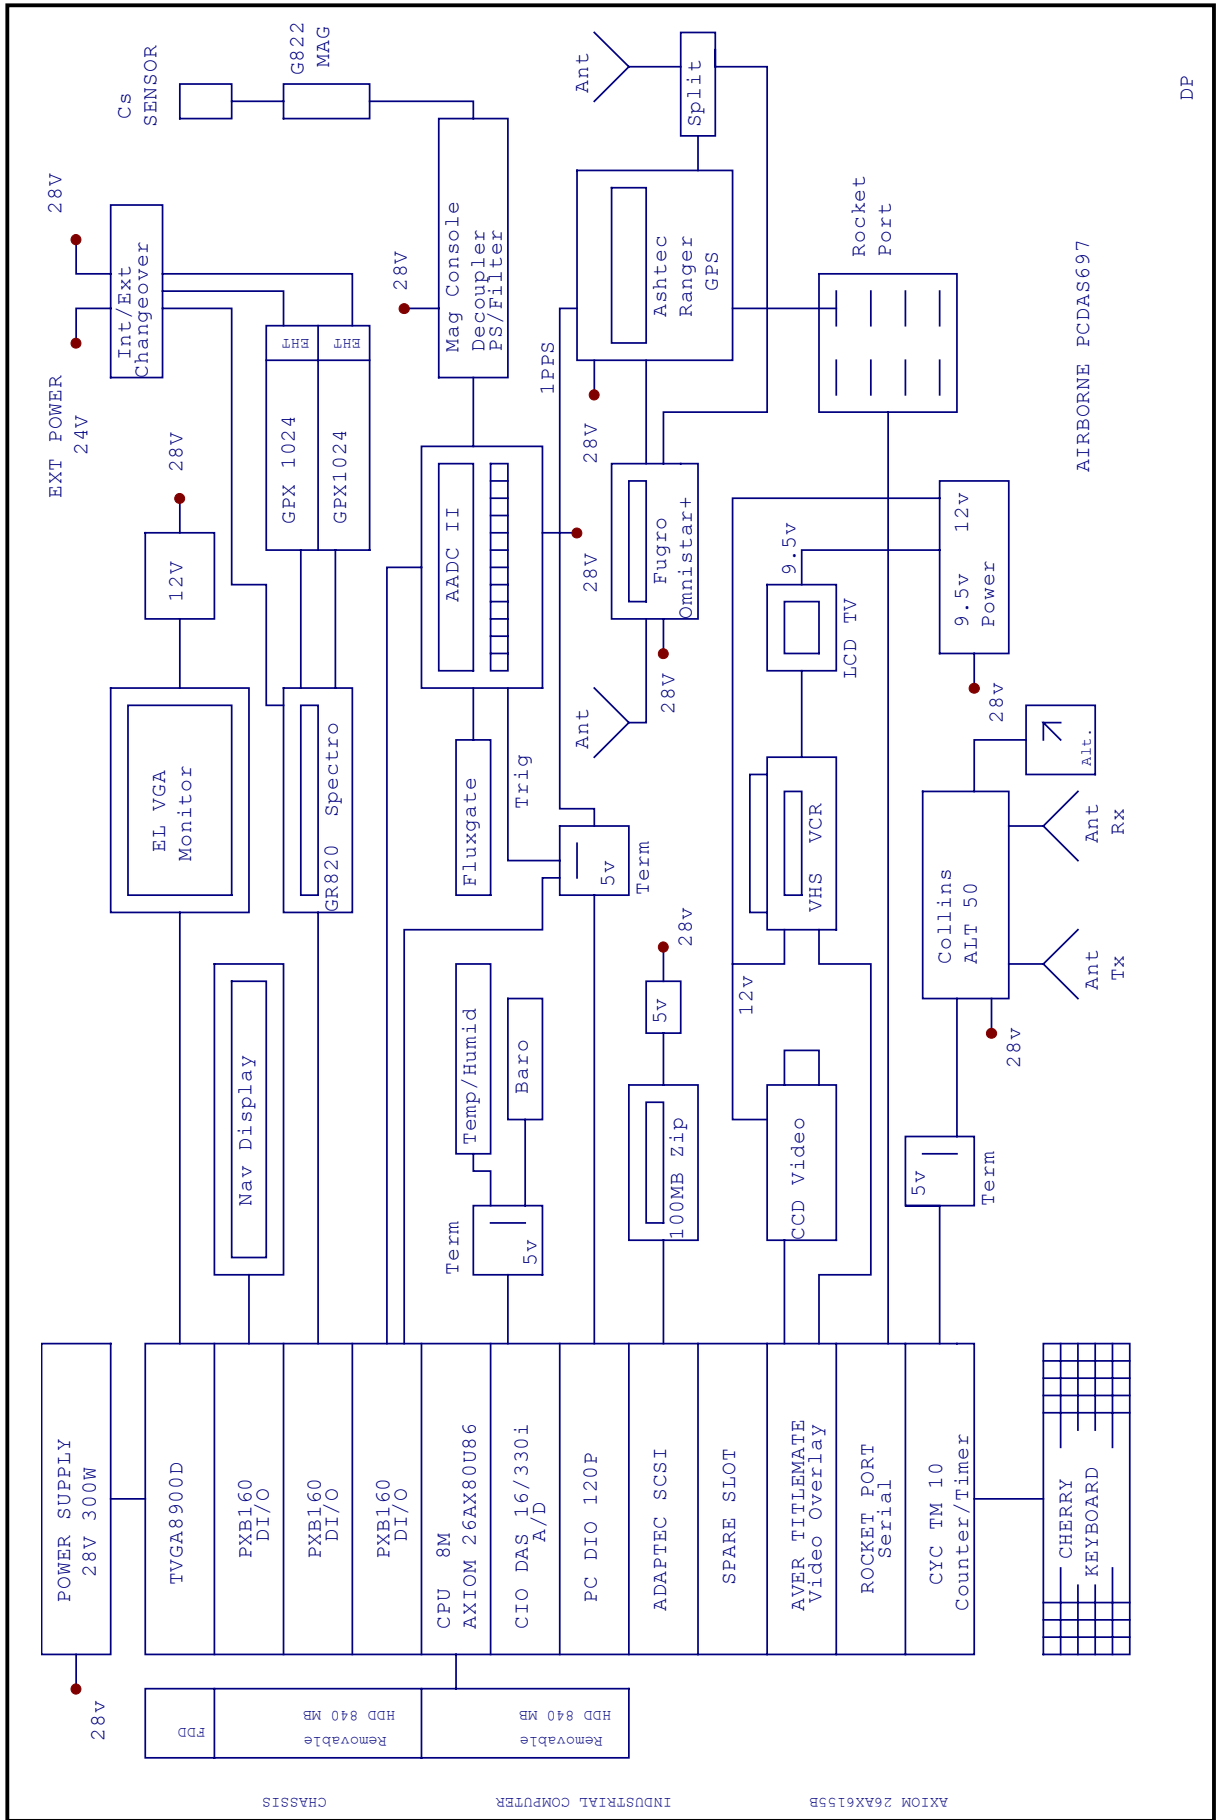 POWER SUPPLY
28V 300W
28v
TVGA8900D
PXB160
DI/O
PXB160
DI/O
PXB160
DI/O
CPU 8M
AXIOM 26AX80U86
CIO DAS 16/330i
A/D
PC DIO 120P
ADAPTEC SCSI
SPARE SLOT
AVER TITLEMATE
Video Overlay
ROCKET PORT
Serial
CYC TM 10
Counter/Timer
CHERRY
KEYBOARD
FDD
Removable
HDD 840 MB
Removable
HDD 840 MB
CHASSIS
INDUSTRIAL COMPUTER
AXIOM 26AX6155B
Nav Display
EL VGA
Monitor
12V
28V
GR820 Spectro
GPX 1024
GPX1024
EHT
EHT
EXT POWER
24V
28V
Int/Ext
Changeover
Cs
SENSOR
G822
MAG
Mag Console
Decoupler
PS/Filter
28V
AADC II
28V
Fluxgate
Trig
Temp/Humid
Baro
Term
5v
5v
Term
1PPS
Ashtec
Ranger
GPS
28V
Ant
Split
Fugro
Omnistar+
28V
Ant
100MB Zip
5v
28v
CCD Video
12v
VHS VCR
LCD TV
9.5v
Rocket
Port
12v
9.5v
Power
28v
Collins
ALT 50
28v
Alt.
Ant
Rx
Ant
Tx
5v
Term
AIRBORNE PCDAS697
DP